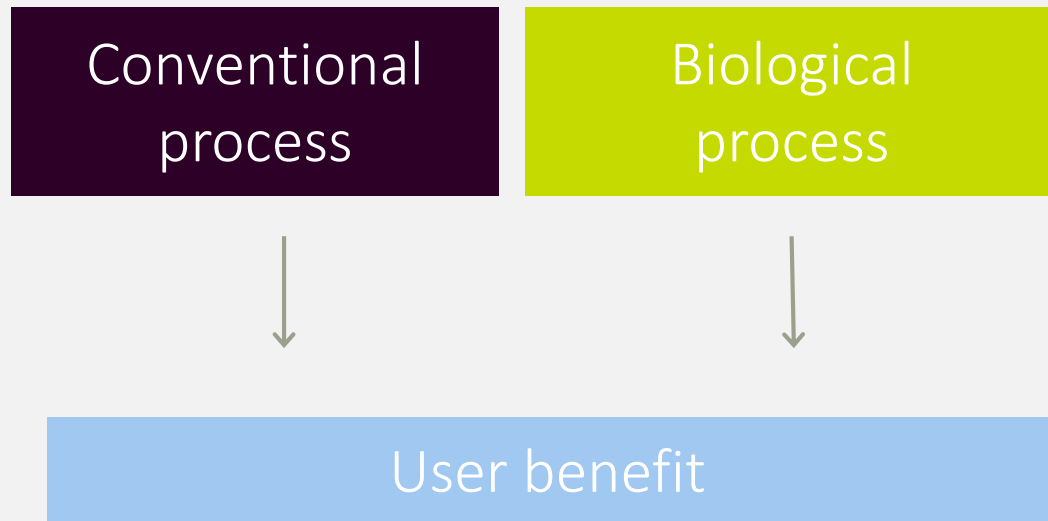 Conventional
process
Biological
process
User benefit